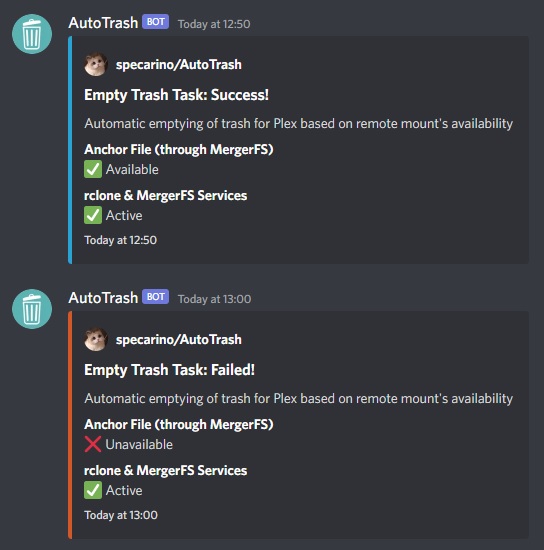 AutoTrash BOT Today at 12:50
specarino/AutoTrash
Empty Trash Task: Success!
Automatic emptying of trash for Plex based on remote mount's availability
Anchor File (through MergerFS)
✅ Available
rclone & MergerFS Services
✅ Active
Today at 12:50
AutoTrash BOT Today at 13:00
specarino/AutoTrash
Empty Trash Task: Failed!
Automatic emptying of trash for Plex based on remote mount's availability
Anchor File (through MergerFS)
❌ Unavailable
rclone & MergerFS Services
✅ Active
Today at 13:00